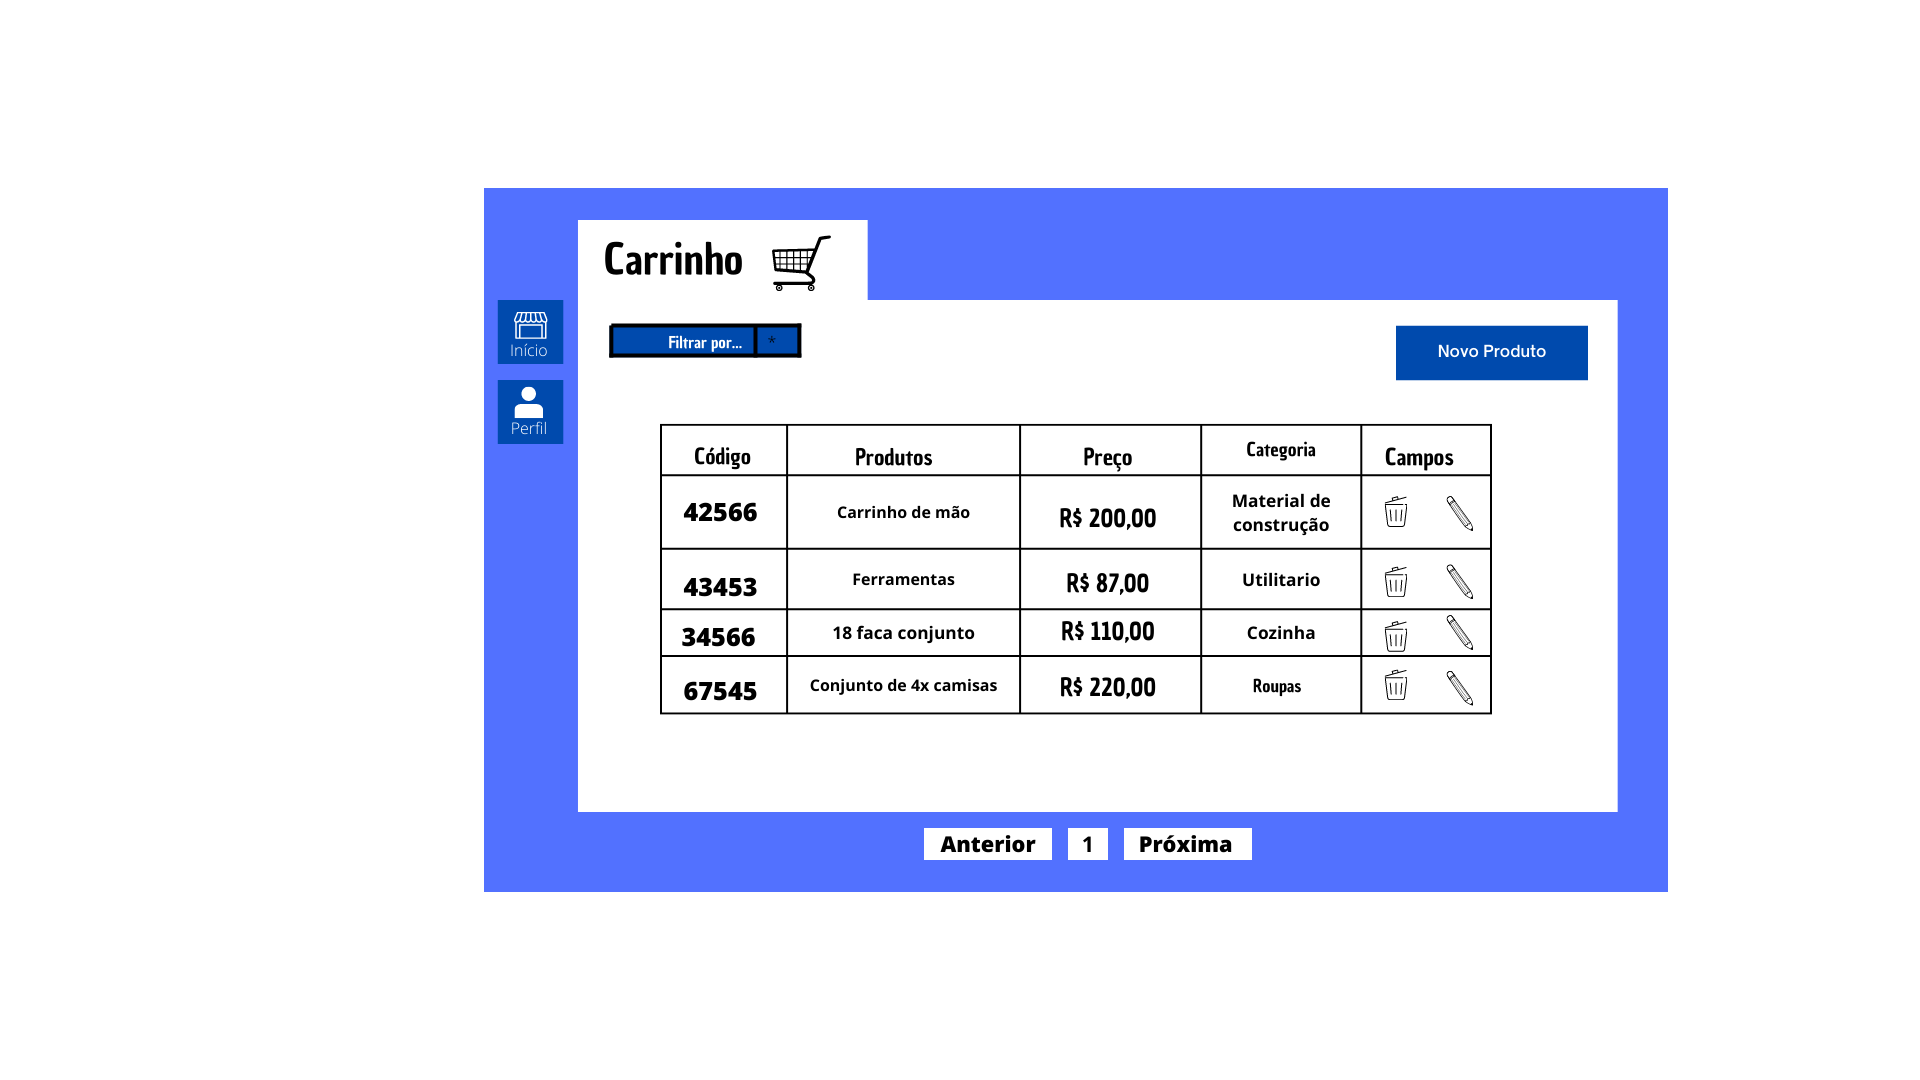 Carrinho
Início
Perfil
Filtrar por... *
Novo Produto
Código Produtos Preço Categoria Campos
42566 Carrinho de mão R$ 200,00 Material de
construção
43453 Ferramentas R$ 87,00 Utilitario
34566 18 faca conjunto R$ 110,00 Cozinha
67545 Conjunto de 4x camisas R$ 220,00 Roupas
Anterior 1 Próxima